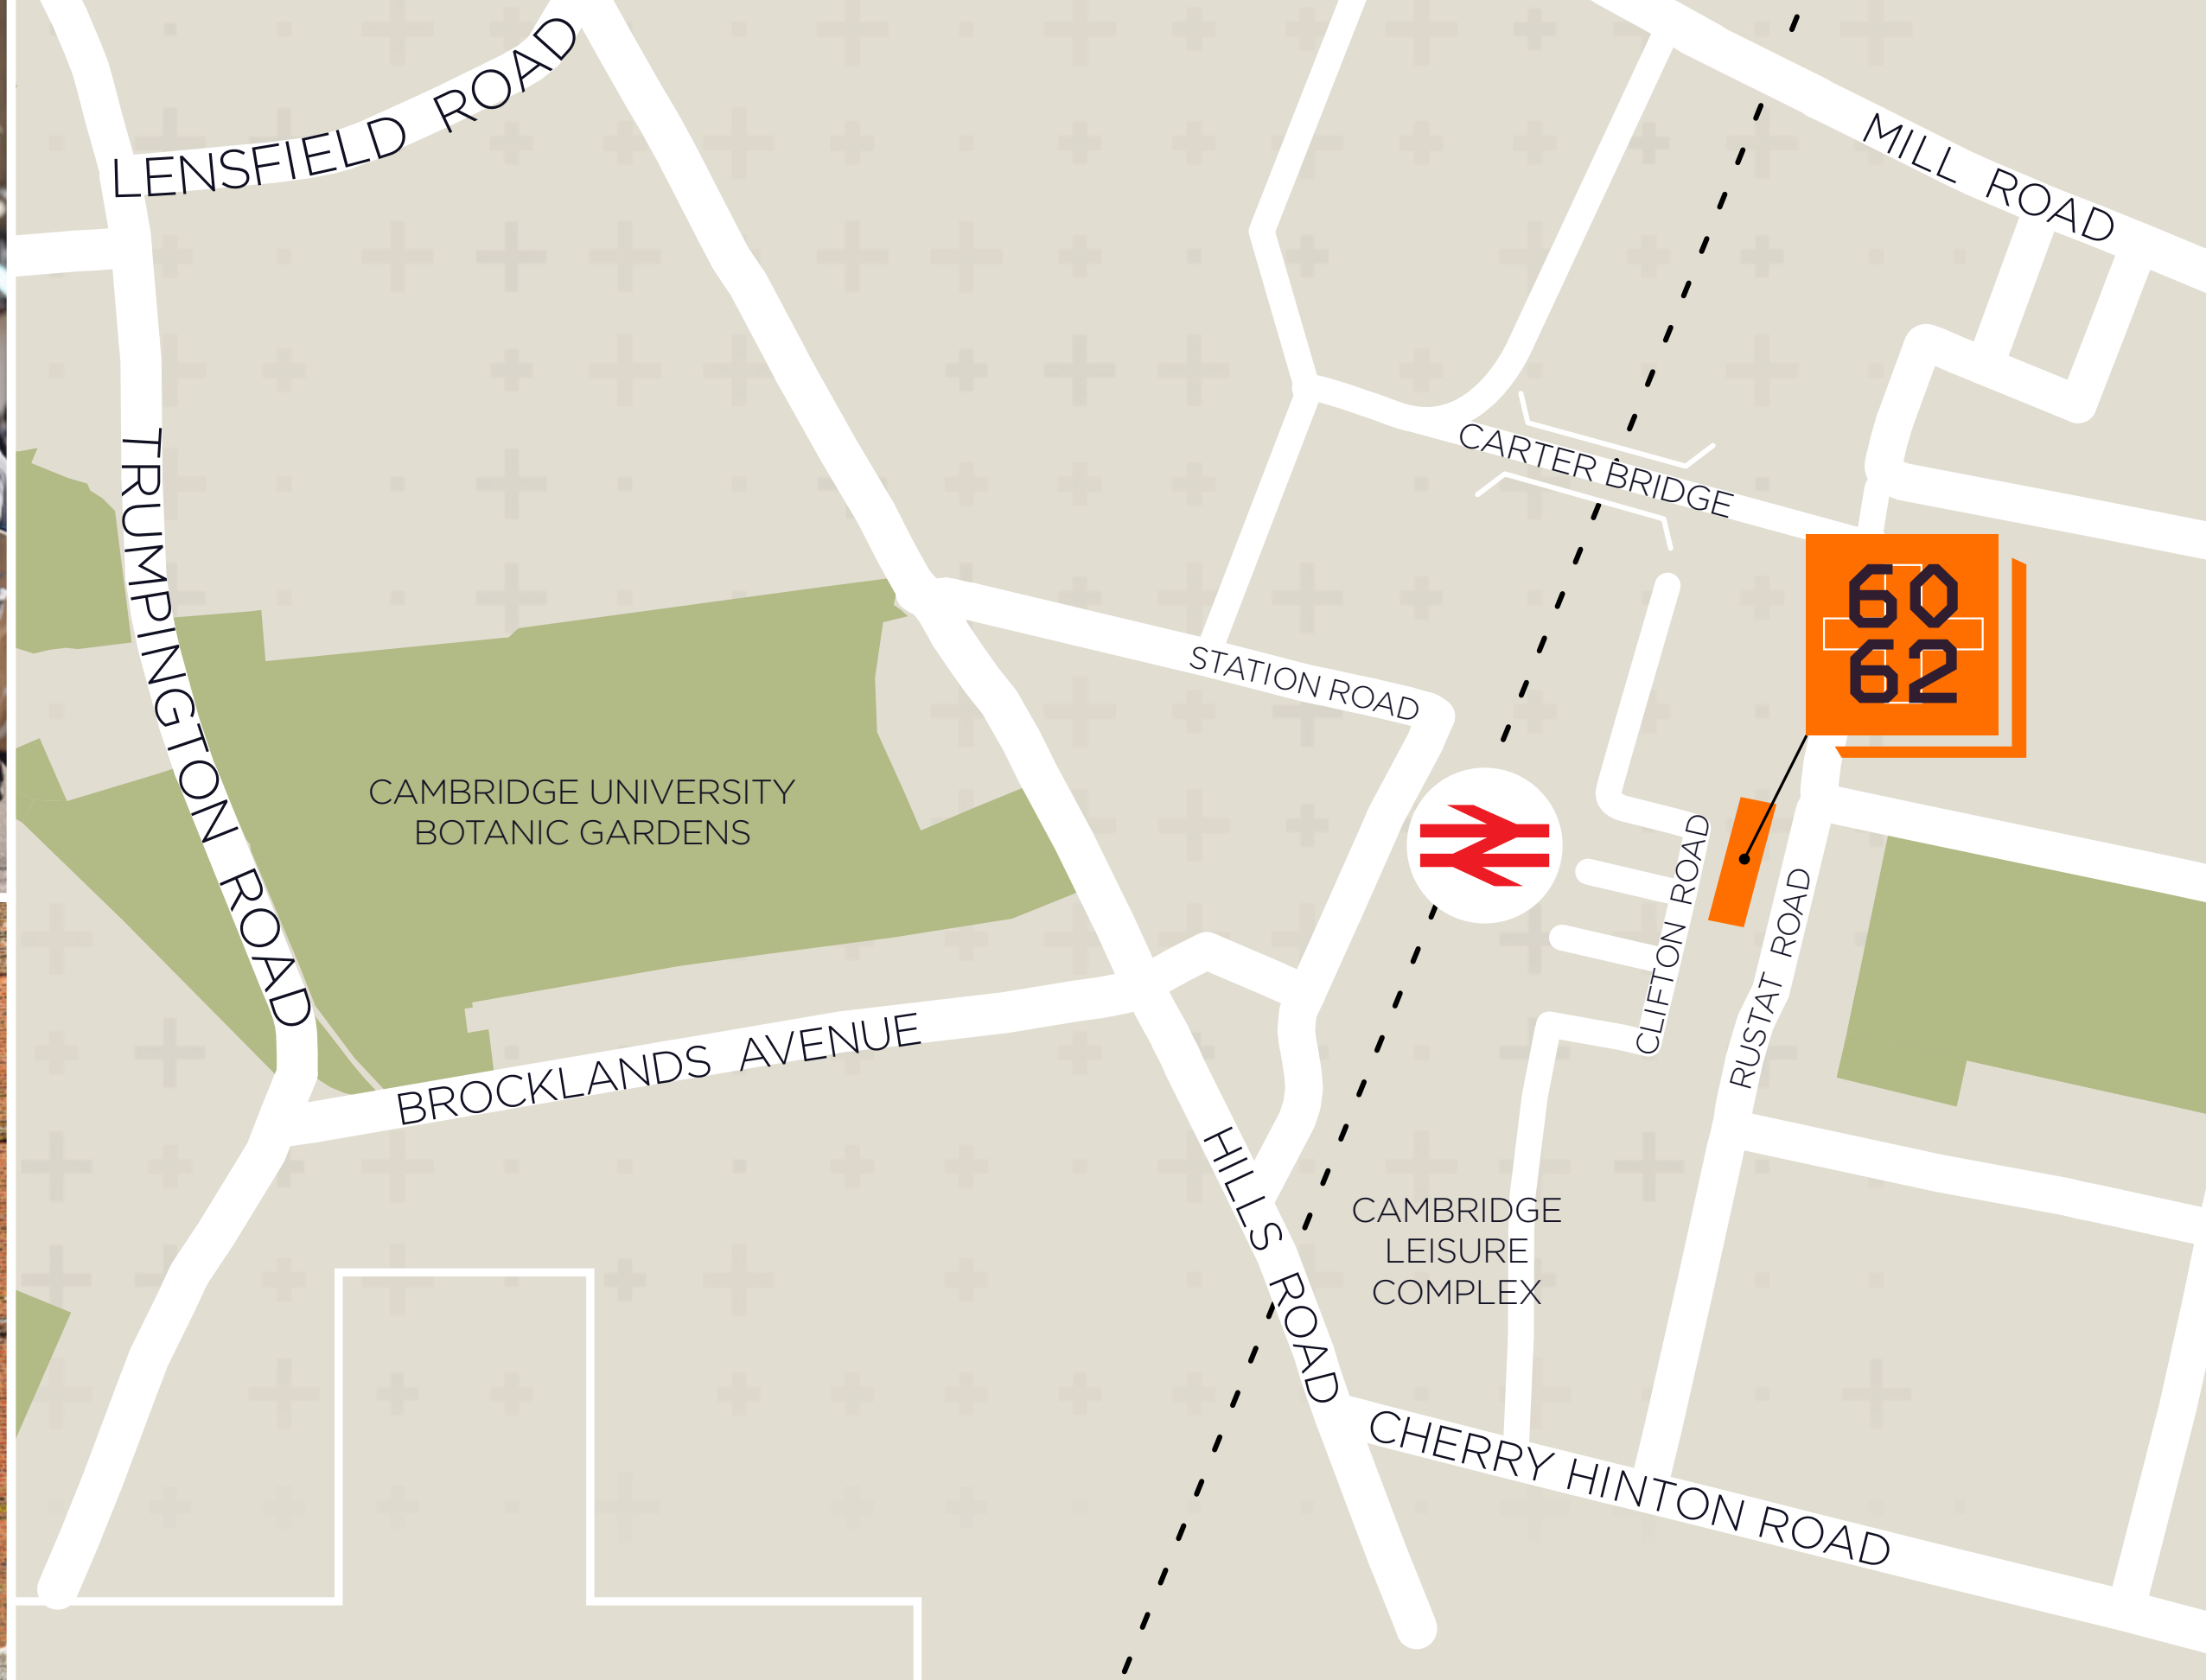 LENSFIELD ROAD
MILL ROAD
TRUMPINGTON ROAD
CARTER BRIDGE
60
62
STATION ROAD
CAMBRIDGE UNIVERSITY
BOTANIC GARDENS
CLIFTON ROAD
RUSTAT ROAD
BROCKLANDS AVENUE
HILLS ROAD
CAMBRIDGE
LEISURE
COMPLEX
CHERRY HINTON ROAD